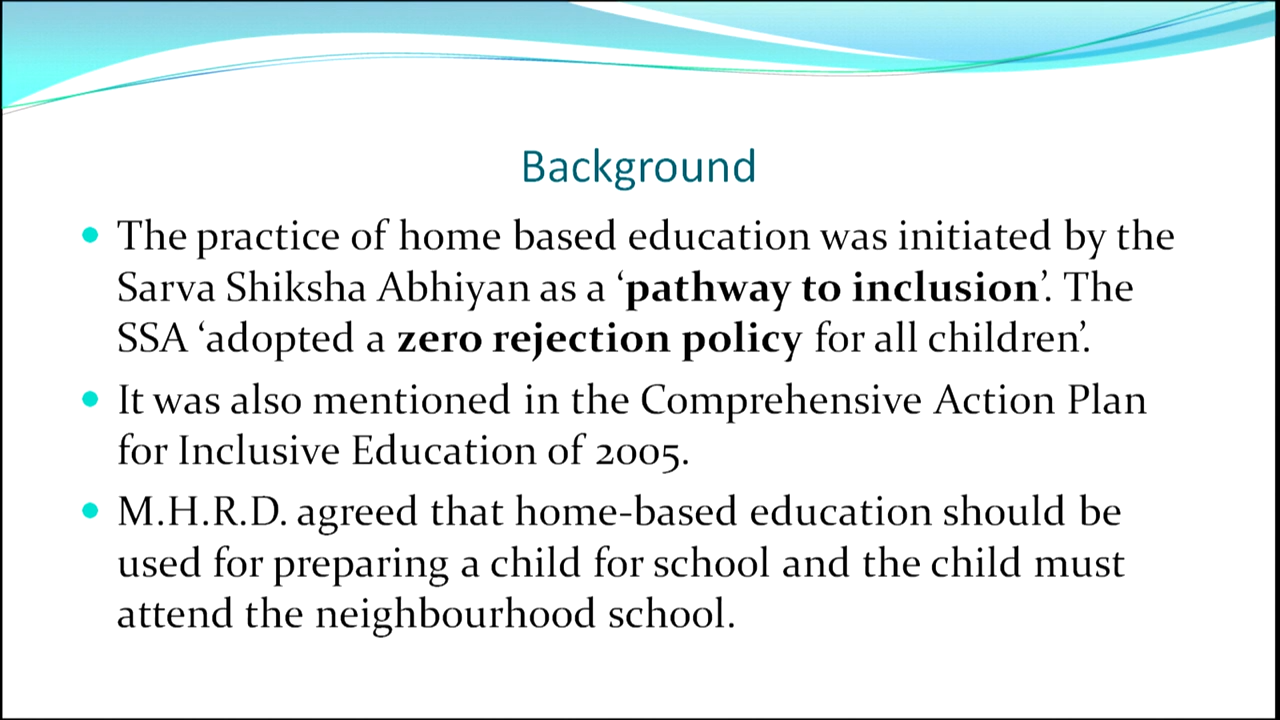 Background
• The practice of home based education was initiated by the
Sarva Shiksha Abhiyan as a ‘pathway to inclusion’. The
SSA ‘adopted a zero rejection policy for all children’.
• It was also mentioned in the Comprehensive Action Plan
for Inclusive Education of 2005.
• M.H.R.D. agreed that home-based education should be
used for preparing a child for school and the child must
attend the neighbourhood school.